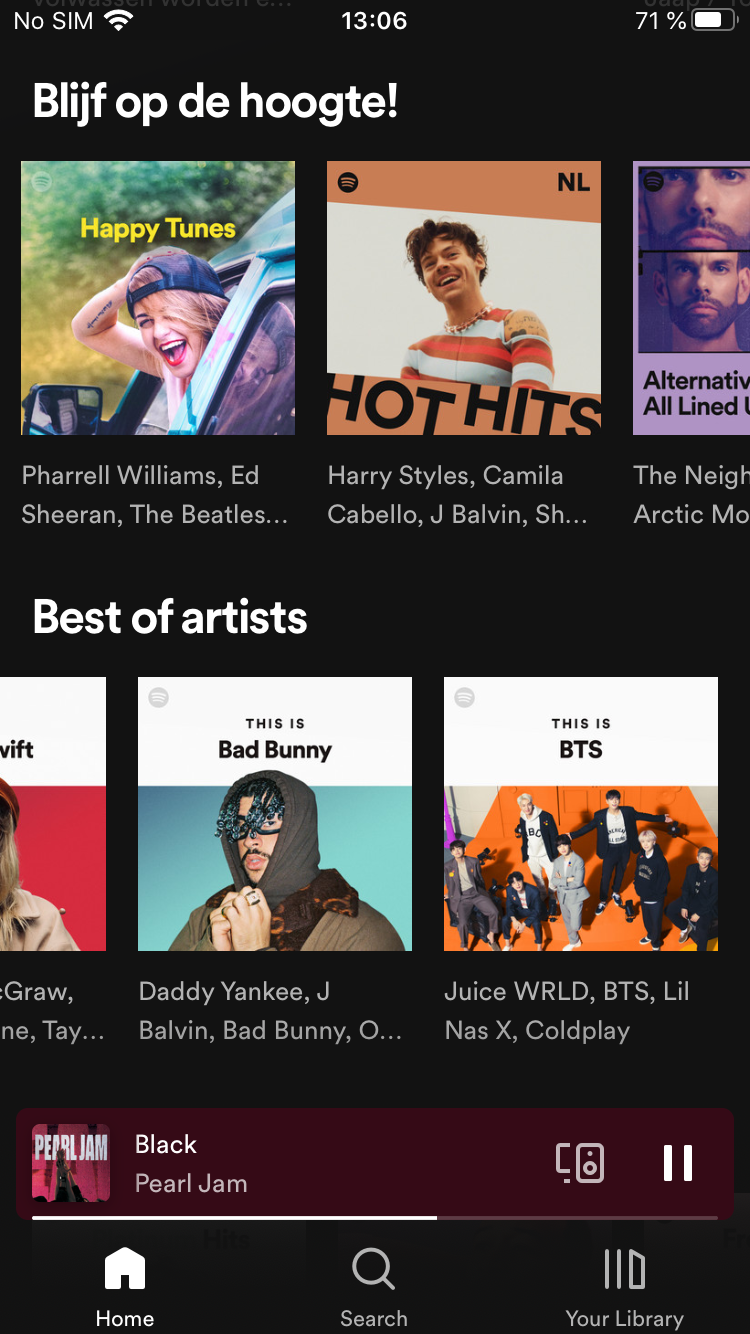 No SIM 13:06 71 %
Blijf op de hoogte!
Happy Tunes
NL
HOT HITS
Alternativ
All Lined U
Pharrell Williams, Ed
Sheeran, The Beatles...
Harry Styles, Camila
Cabello, J Balvin, Sh...
The Neigh
Arctic Mo
Best of artists
vift
THIS IS
Bad Bunny
THIS IS
BTS
cGraw,
ne, Tay...
Daddy Yankee, J
Balvin, Bad Bunny, O...
Juice WRLD, BTS, Lil
Nas X, Coldplay
PEARL JAM
Black
Pearl Jam
Hits
Home
Search
Your Library